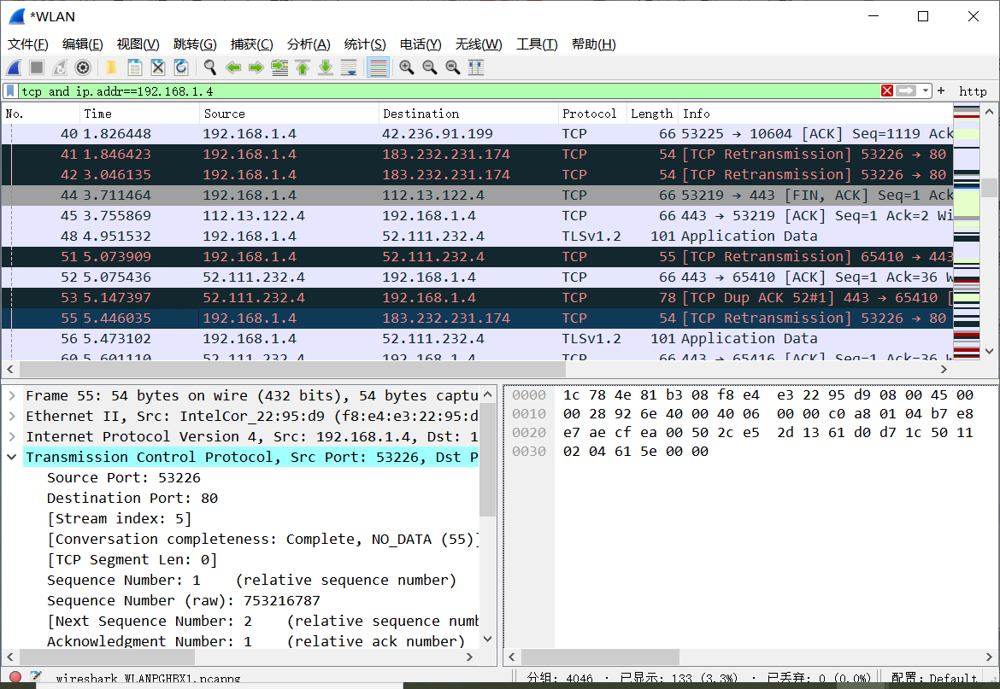 *WLAN
文件(F) 编辑(E) 视图(V) 跳转(G) 捕获(C) 分析(A) 统计(S) 电话(Y) 无线(W) 工具(T) 帮助(H)
tcp and ip.addr==192.168.1.4 + http
No. Time Source Destination Protocol Length Info
40 1.826448 192.168.1.4 42.236.91.199 TCP 66 53225 → 10604 [ACK] Seq=1119 Ack
41 1.846423 192.168.1.4 183.232.231.174 TCP 54 [TCP Retransmission] 53226 → 80
42 3.046135 192.168.1.4 183.232.231.174 TCP 54 [TCP Retransmission] 53226 → 80
44 3.711464 192.168.1.4 112.13.122.4 TCP 66 53219 → 443 [FIN, ACK] Seq=1 Ack
45 3.755869 112.13.122.4 192.168.1.4 TCP 66 443 → 53219 [ACK] Seq=1 Ack=2 Wi
48 4.951532 192.168.1.4 52.111.232.4 TLSv1.2 101 Application Data
51 5.073909 192.168.1.4 52.111.232.4 TCP 55 [TCP Retransmission] 65410 → 443
52 5.075436 52.111.232.4 192.168.1.4 TCP 66 443 → 65410 [ACK] Seq=1 Ack=36 W
53 5.147397 52.111.232.4 192.168.1.4 TCP 78 [TCP Dup ACK 52#1] 443 → 65410 [
55 5.446035 192.168.1.4 183.232.231.174 TCP 54 [TCP Retransmission] 53226 → 80
56 5.473102 192.168.1.4 52.111.232.4 TLSv1.2 101 Application Data
60 5.601110 52.111.232.4 192.168.1.4 TCP 66 443 → 65416 [ACK] Seq=1 Ack=36 W
Frame 55: 54 bytes on wire (432 bits), 54 bytes captu
Ethernet II, Src: IntelCor_22:95:d9 (f8:e4:e3:22:95:d
Internet Protocol Version 4, Src: 192.168.1.4, Dst: 1
Transmission Control Protocol, Src Port: 53226, Dst P
Source Port: 53226
Destination Port: 80
[Stream index: 5]
[Conversation completeness: Complete, NO_DATA (55)]
[TCP Segment Len: 0]
Sequence Number: 1 (relative sequence number)
Sequence Number (raw): 753216787
[Next Sequence Number: 2 (relative sequence numb
Acknowledgment Number: 1 (relative ack number)
0000 1c 78 4e 81 b3 08 f8 e4 e3 22 95 d9 08 00 45 00
0010 00 28 92 6e 40 00 40 06 00 00 c0 a8 01 04 b7 e8
0020 e7 ae cf ea 00 50 2c e5 2d 13 61 d0 d7 1c 50 11
0030 02 04 61 5e 00 00
wireshark_WLANPGHBX1.pcapng 分组: 4046 · 已显示: 133 (3.3%) · 已丢弃: 0 (0.0%) 配置: Default